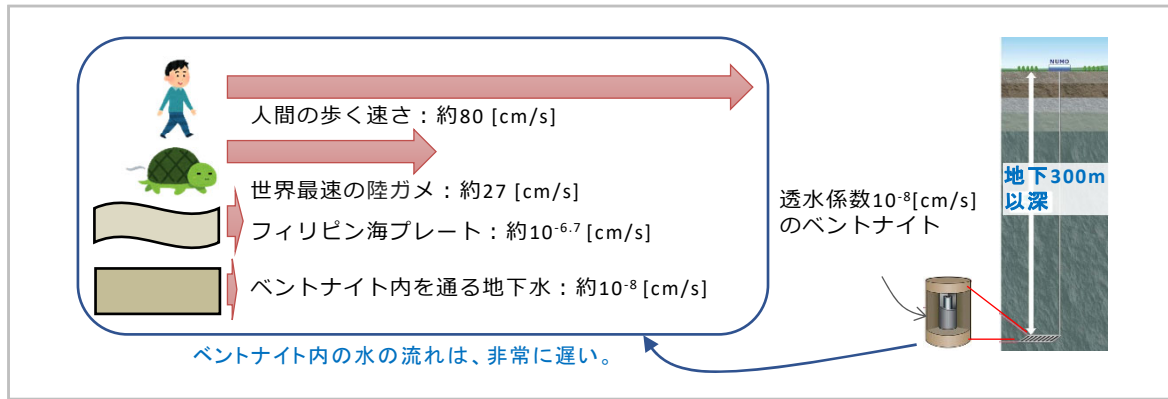 人間の歩く速さ：約80 [cm/s]
世界最速の陸ガメ：約27 [cm/s]
フィリピン海プレート：約10⁻⁶·⁷ [cm/s]
ベントナイト内を通る地下水：約10⁻⁸ [cm/s]
ベントナイト内の水の流れは、非常に遅い。
透水係数10⁻⁸[cm/s]
のベントナイト
NUMO
地下300m
以深